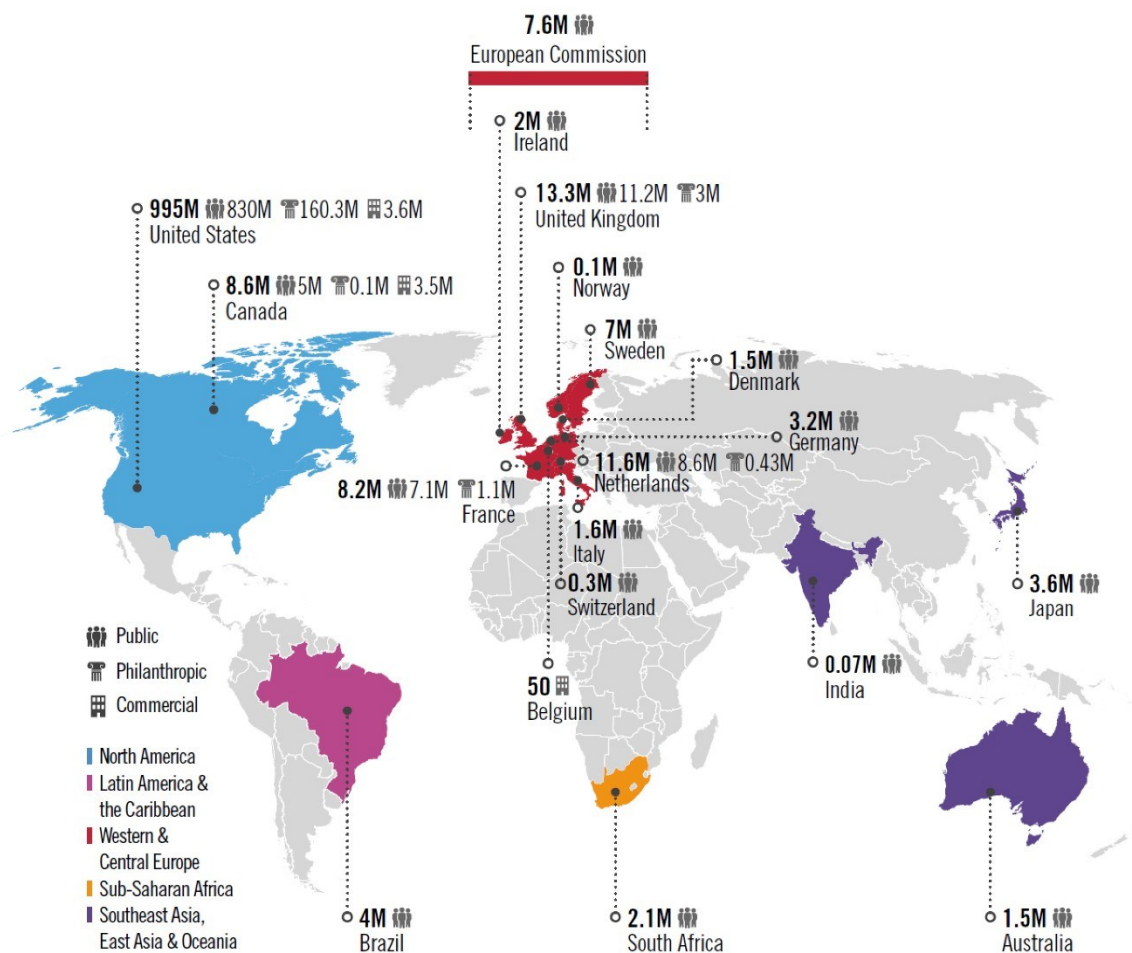 7.6M
European Commission
2M
Ireland
13.3M 11.2M 3M
United Kingdom
995M 830M 160.3M 3.6M
United States
0.1M
Norway
8.6M 5M 0.1M 3.5M
Canada
7M
Sweden
1.5M
Denmark
3.2M
Germany
11.6M 8.6M 0.43M
Netherlands
8.2M 7.1M 1.1M
France
1.6M
Italy
0.3M
Switzerland
3.6M
Japan
0.07M
India
50
Belgium
Public
Philanthropic
Commercial
North America
Latin America &
the Caribbean
Western &
Central Europe
Sub-Saharan Africa
Southeast Asia,
East Asia & Oceania
4M
Brazil
2.1M
South Africa
1.5M
Australia